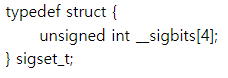 typedef struct {
unsigned int __sigbits[4];
} sigset_t;